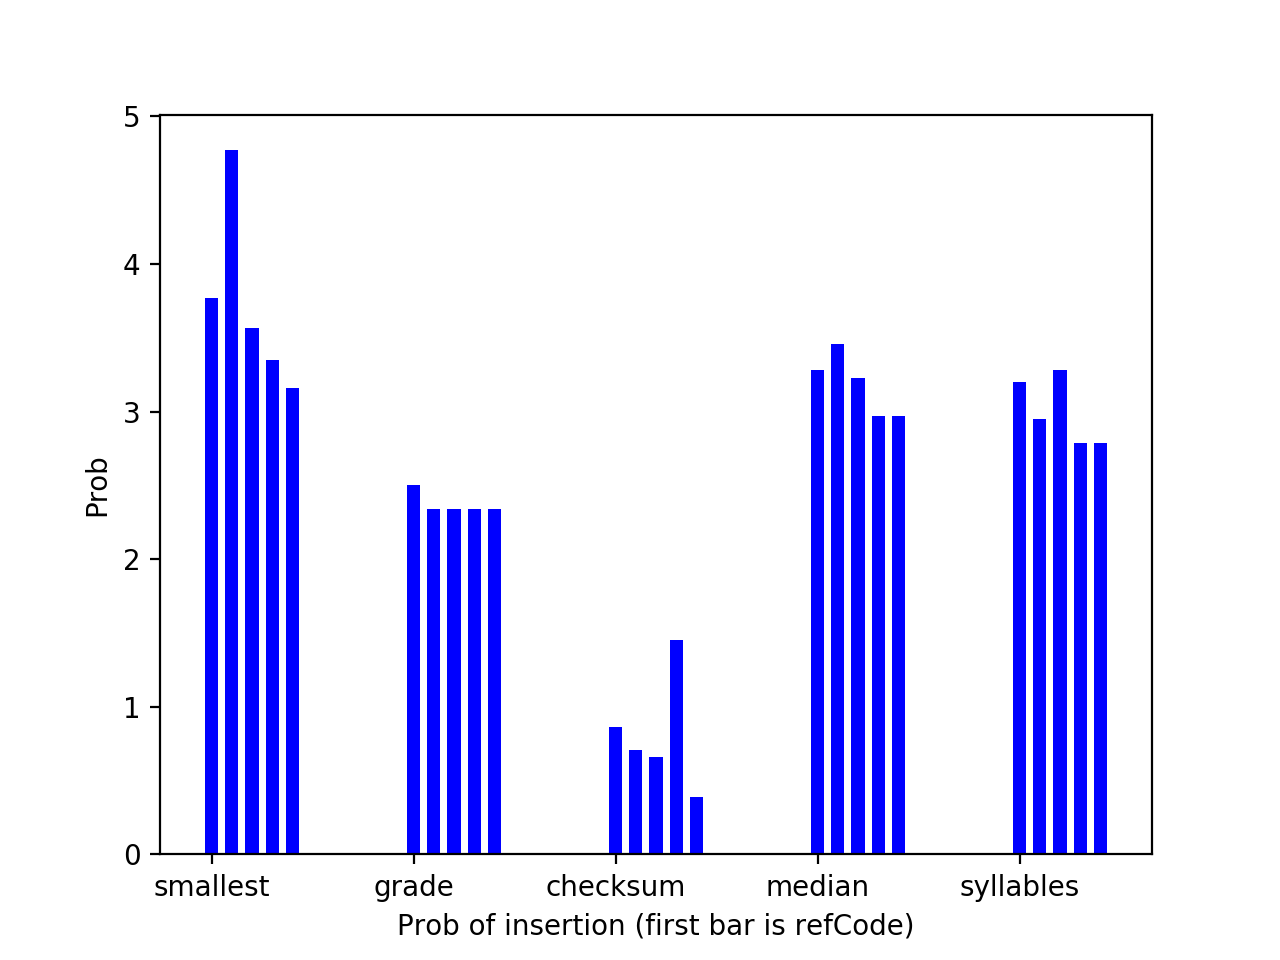 5
4
3
2
1
0
Prob
smallest grade checksum median syllables
Prob of insertion (first bar is refCode)